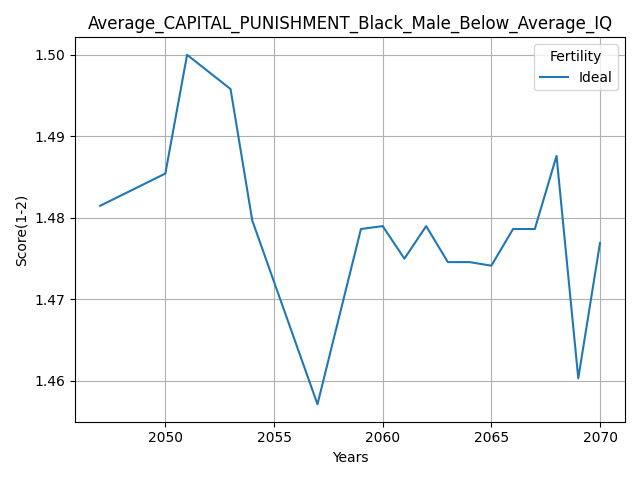 Average_CAPITAL_PUNISHMENT_Black_Male_Below_Average_IQ
Fertility
Ideal
1.50
1.49
1.48
1.47
1.46
Score(1-2)
2050
2055
2060
2065
2070
Years